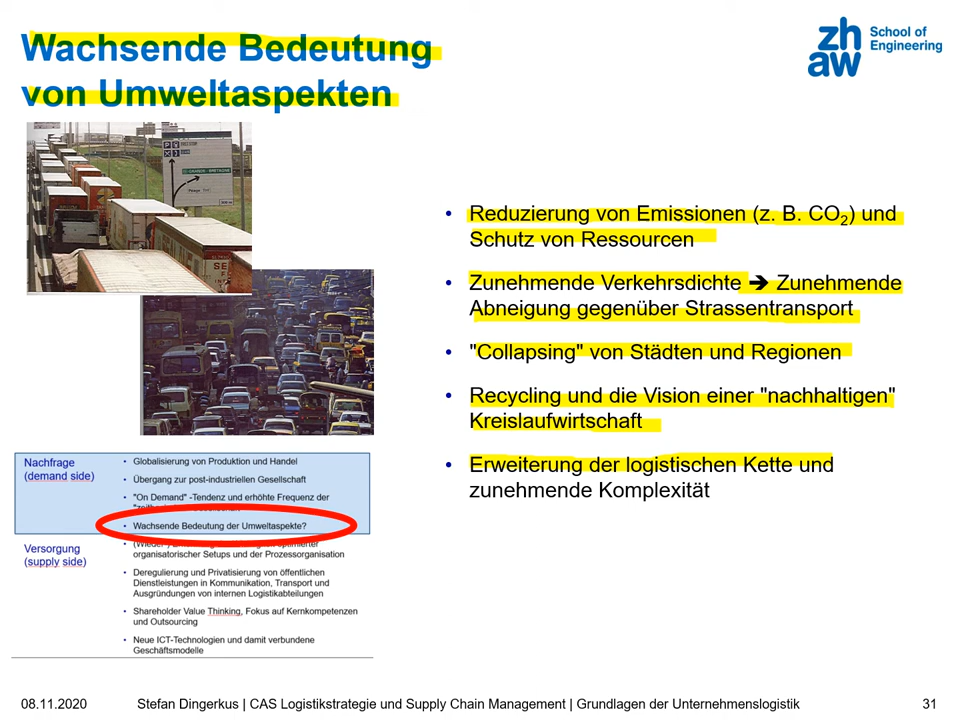 Wachsende Bedeutung
von Umweltaspekten
zh
aw
School of
Engineering
• Reduzierung von Emissionen (z. B. CO₂) und
Schutz von Ressourcen
• Zunehmende Verkehrsdichte ➔ Zunehmende
Abneigung gegenüber Strassentransport
• "Collapsing" von Städten und Regionen
• Recycling und die Vision einer "nachhaltigen"
Kreislaufwirtschaft
• Erweiterung der logistischen Kette und
zunehmende Komplexität
Nachfrage
(demand side)
• Globalisierung von Produktion und Handel
• Übergang zur post-industriellen Gesellschaft
• "On Demand" -Tendenz und erhöhte Frequenz der
• Wachsende Bedeutung der Umweltaspekte?
Versorgung
(supply side)
organisatorischer Setups und der Prozessorganisation
• Deregulierung und Privatisierung von öffentlichen
Dienstleistungen in Kommunikation, Transport und
Ausgründungen von internen Logistikabteilungen
• Shareholder Value Thinking, Fokus auf Kernkompetenzen
und Outsourcing
• Neue ICT-Technologien und damit verbundene
Geschäftsmodelle
08.11.2020
Stefan Dingerkus | CAS Logistikstrategie und Supply Chain Management | Grundlagen der Unternehmenslogistik
31